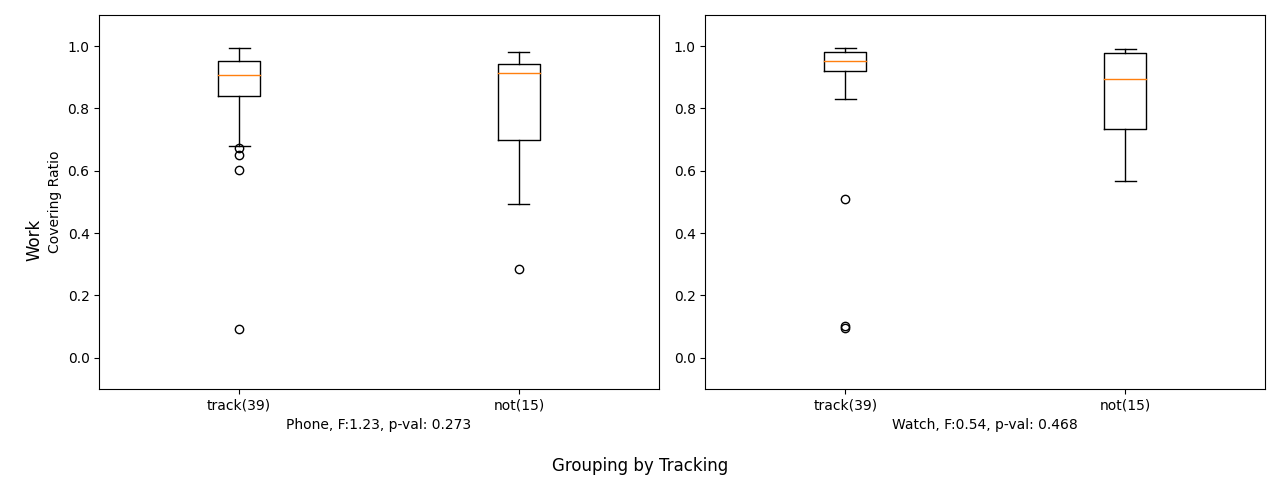 Work
Covering Ratio
1.0
0.8
0.6
0.4
0.2
0.0
track(39) not(15)
Phone, F:1.23, p-val: 0.273
1.0
0.8
0.6
0.4
0.2
0.0
track(39) not(15)
Watch, F:0.54, p-val: 0.468
Grouping by Tracking